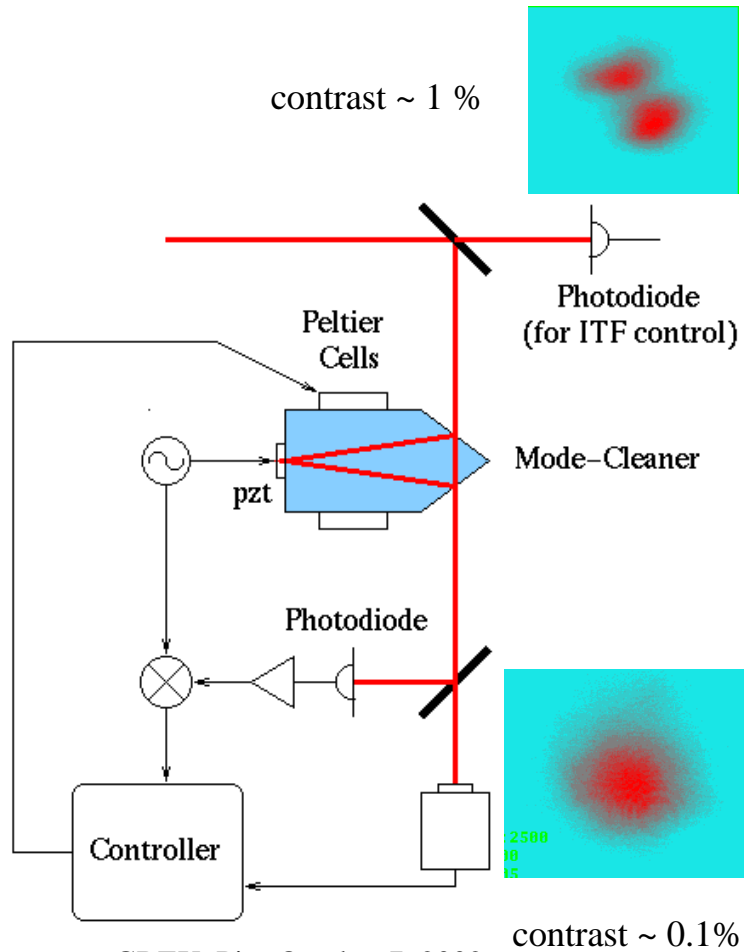 contrast ~ 1 %
Photodiode
(for ITF control)
Peltier
Cells
Mode-Cleaner
pzt
Photodiode
Controller
contrast ~ 0.1%